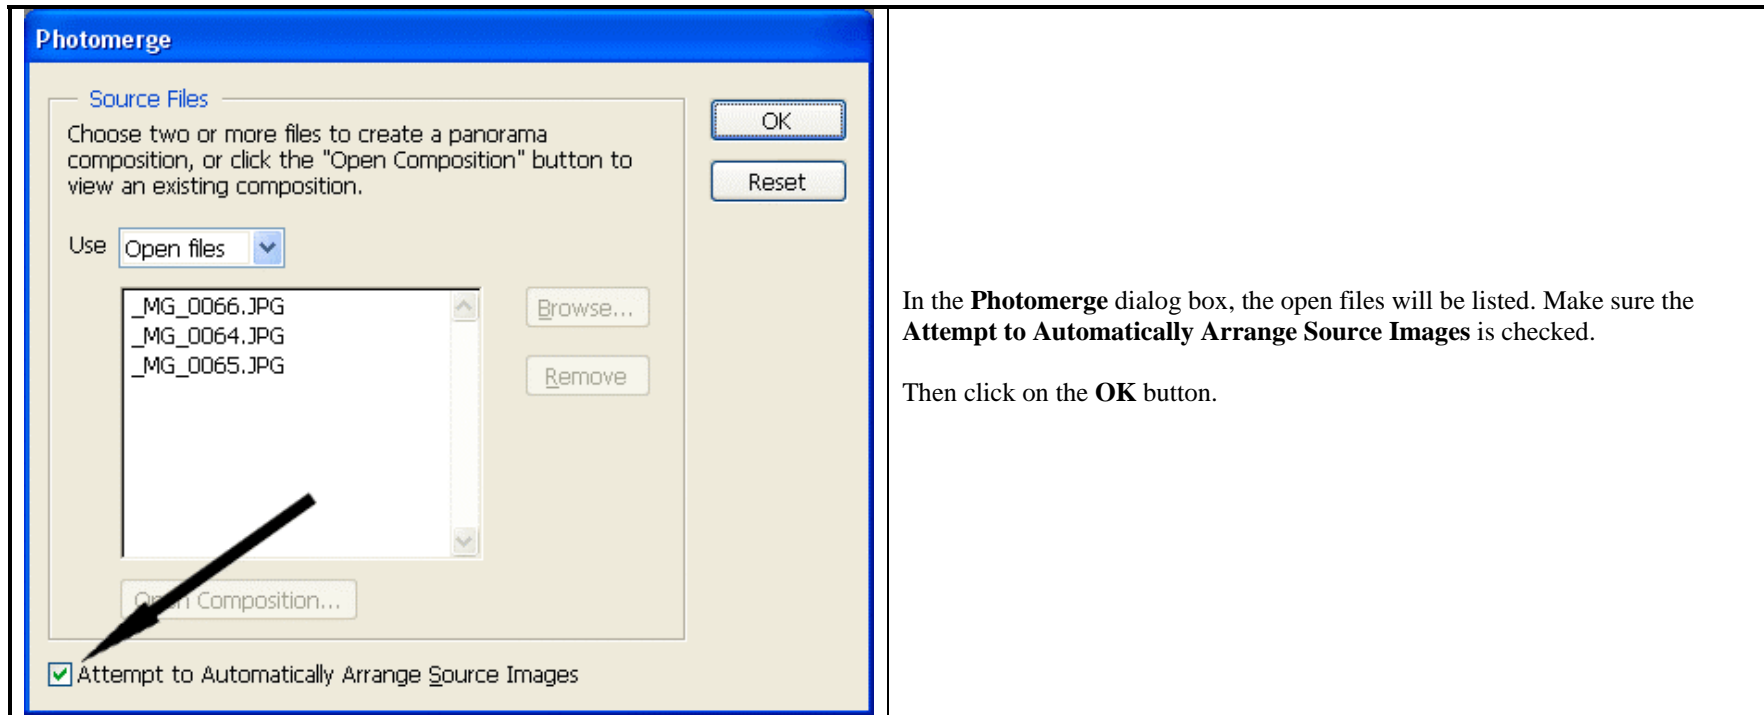 Photomerge
Source Files
Choose two or more files to create a panorama
composition, or click the "Open Composition" button to
view an existing composition.
OK
Reset
Use Open files
_MG_0066.JPG
_MG_0064.JPG
_MG_0065.JPG
Browse...
Remove
Open Composition...
Attempt to Automatically Arrange Source Images
In the Photomerge dialog box, the open files will be listed. Make sure the
Attempt to Automatically Arrange Source Images is checked.
Then click on the OK button.